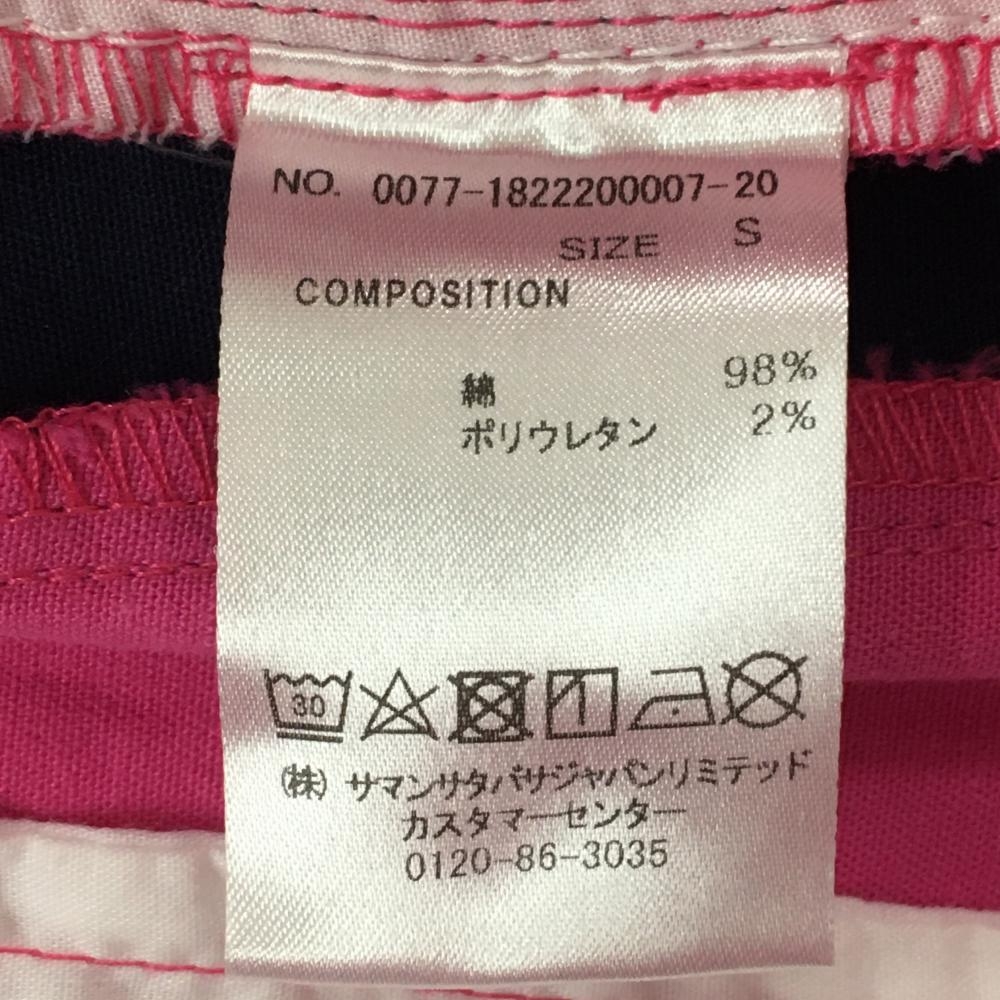 NO. 0077-1822200007-20
SIZE S
COMPOSITION
綿 98%
ポリウレタン 2%
30
(株) サマンサタバサジャパンリミテッド
カスタマーセンター
0120-86-3035